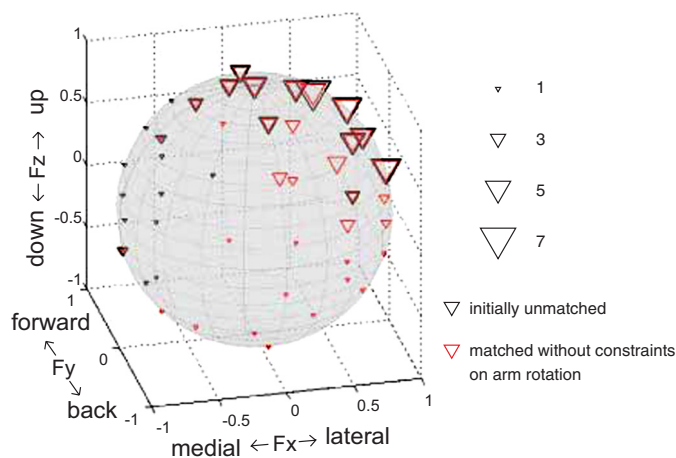 1
0.5
0
-0.5
-1
down ← Fz → up
1
0
-1
forward
← Fy →
back
-1
-0.5
0
0.5
1
medial ← Fx → lateral
1
3
5
7
initially unmatched
matched without constraints
on arm rotation